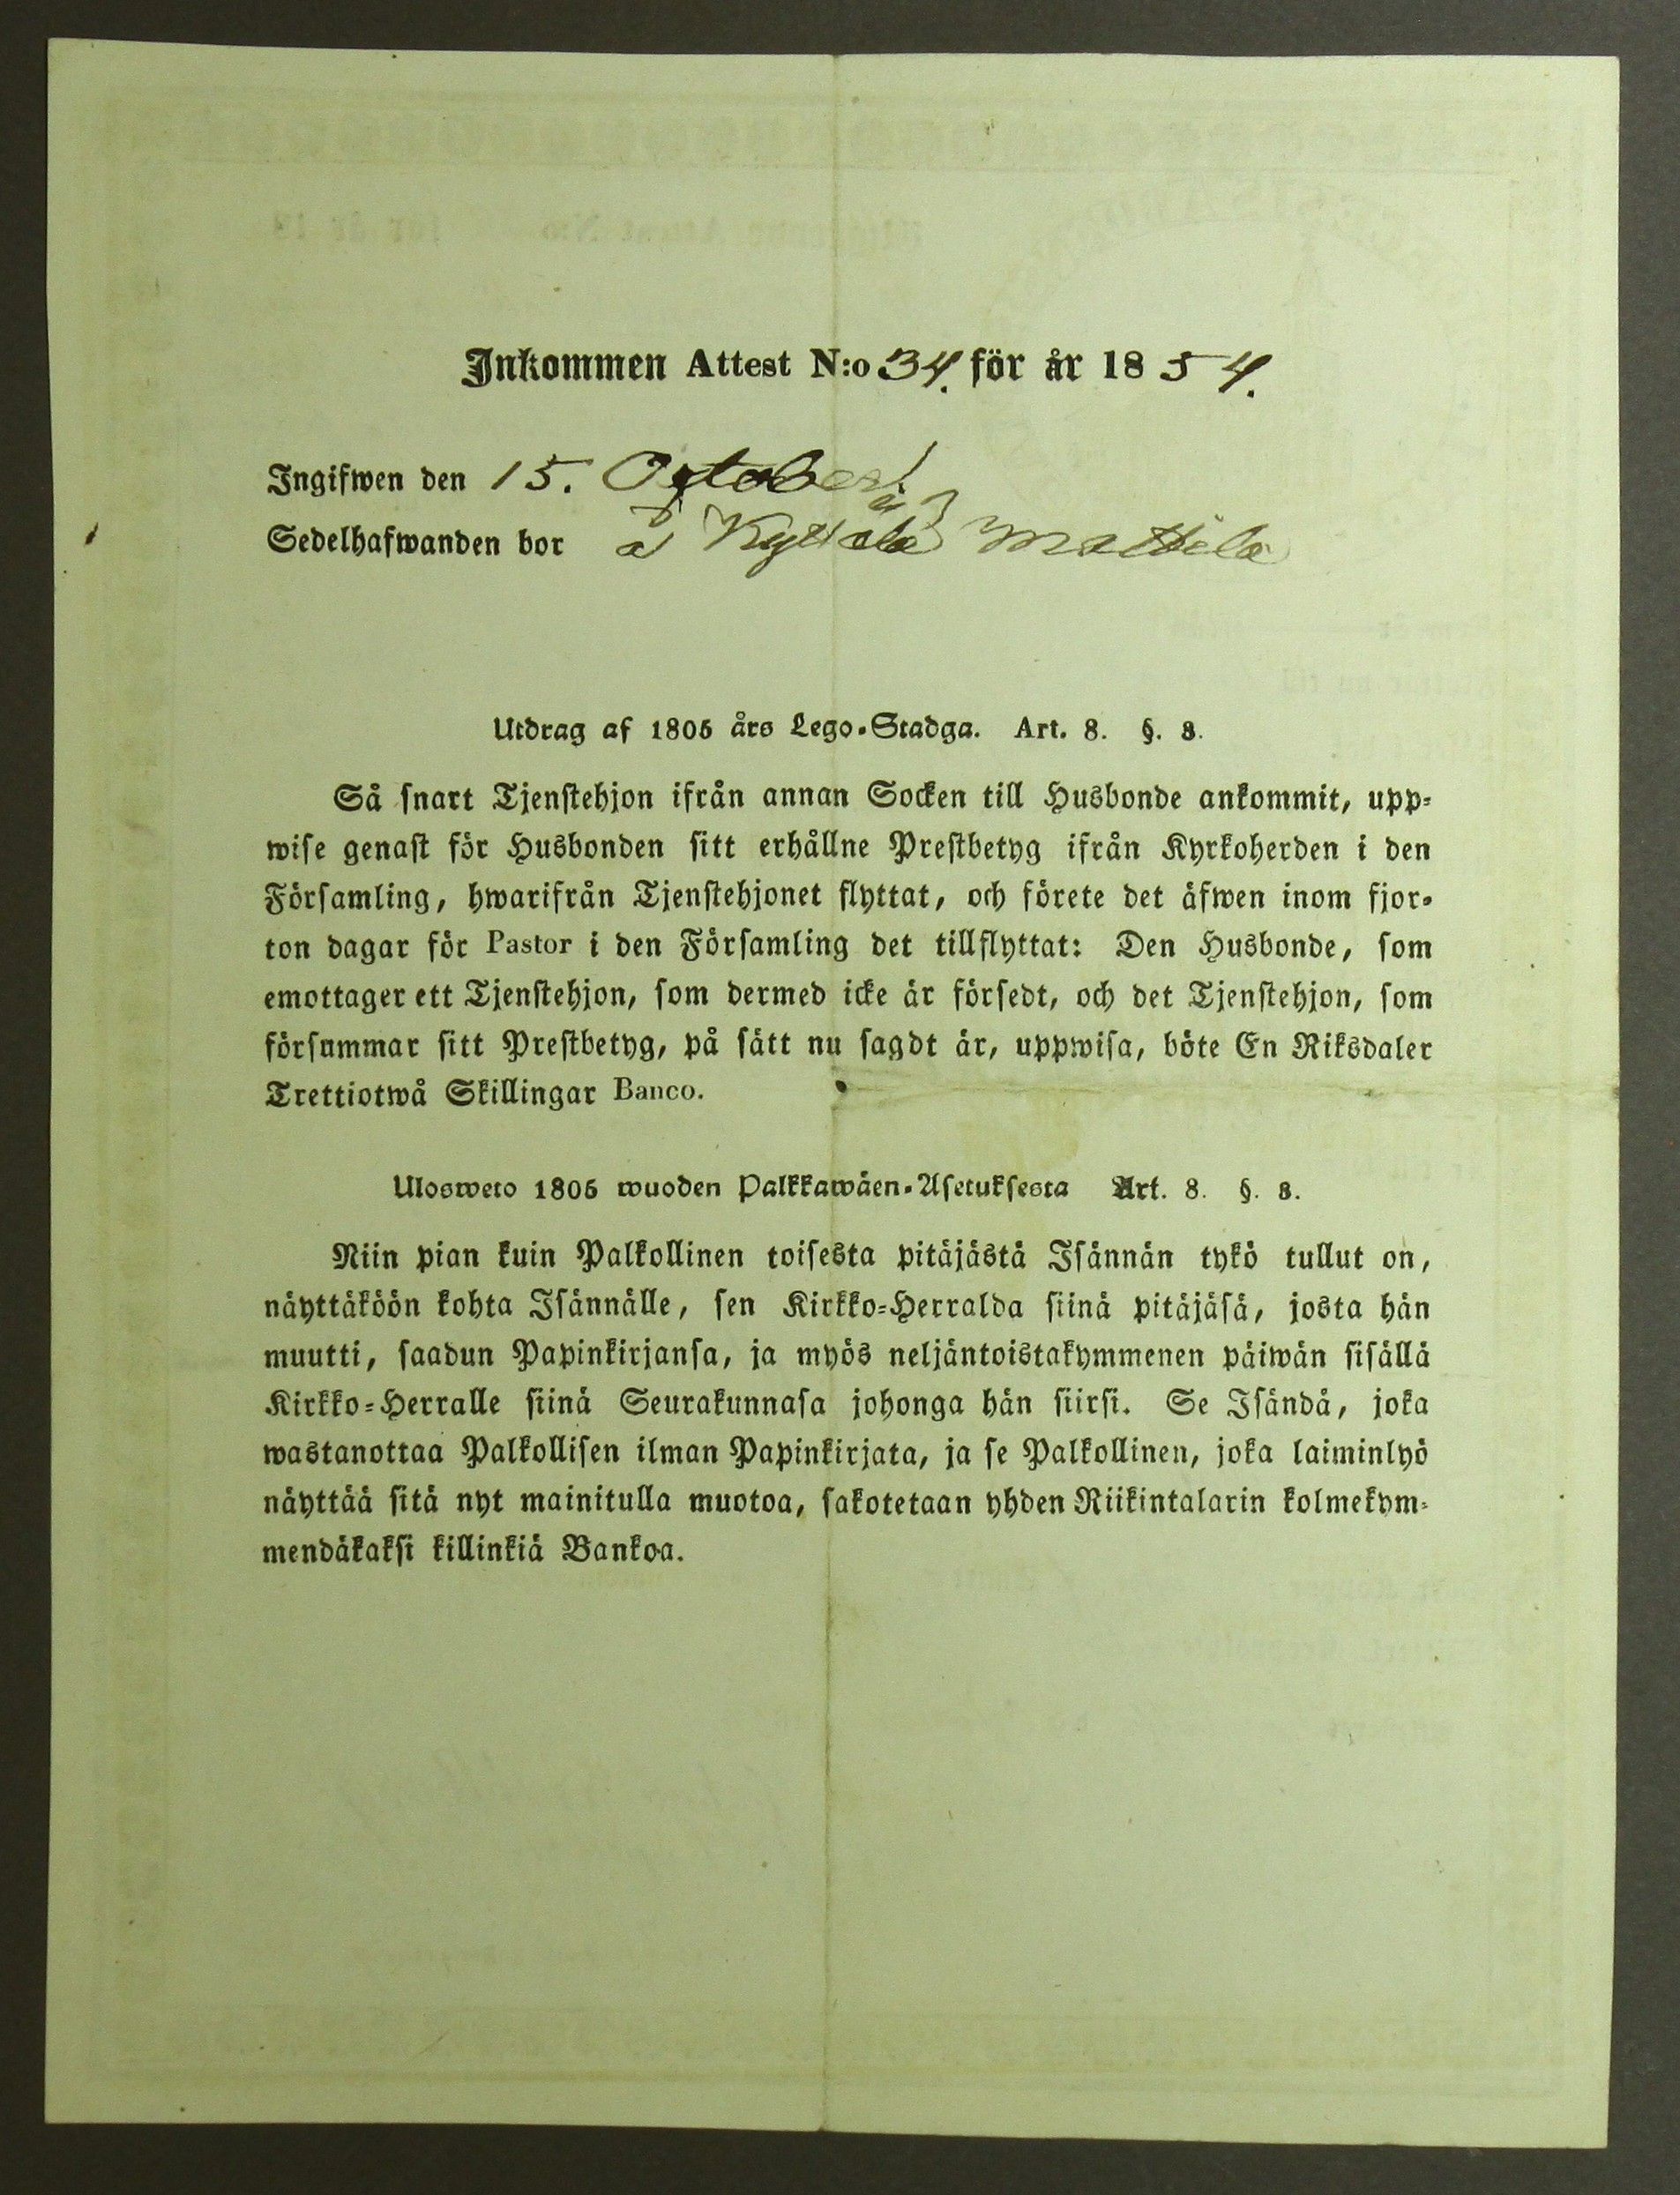 Inkommen Attest N:o 34. för år 1854.
Ingifwen den 15. October
Sedelhafwanden bor å Kyttälä Mattila
Utdrag af 1805 års Lego-Stadga. Art. 8. §. 8.
Så snart Tjenstehjon ifrån annan Socken till Husbonde ankommit, upp-
wise genast för Husbonden sitt erhållne Prestbetyg ifrån Kyrkoherden i den
Församling, hwarifrån Tjenstehjonet flyttat, och förete det äfwen inom fjor-
ton dagar för Pastor i den Församling det tillflyttat: Den Husbonde, som
emottager ett Tjenstehjon, som dermed icke är försedt, och det Tjenstehjon, som
försummar sitt Prestbetyg, på sätt nu sagdt är, uppwisa, böte En Riksdaler
Trettiotwå Skillingar Banco.
Ulosweto 1805 wuoden Palkkawäen-Asetuksesta Art. 8. §. 8.
Niin pian kuin Palkollinen toisesta pitäjästä Isännän tykö tullut on,
näyttäköön kohta Isännälle, sen Kirkko-Herralda siinä pitäjäsä, josta hän
muutti, saadun Papinkirjansa, ja myös neljäntoistakymmenen päiwän sisällä
Kirkko-Herralle siinä Seurakunnasa johonga hän siirsi. Se Isändä, joka
wastanottaa Palkollisen ilman Papinkirjata, ja se Palkollinen, joka laiminlyö
näyttää sitä nyt mainitulla muotoa, sakotetaan yhden Riikintalarin kolmekym-
mendäkaksi killinkiä Bankoa.